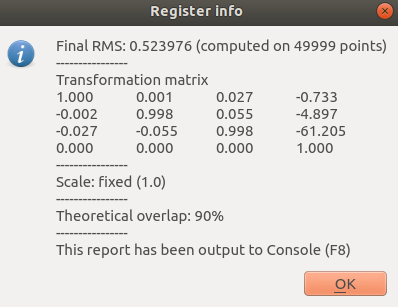 Register info
Final RMS: 0.523976 (computed on 49999 points)
----------------
Transformation matrix
1.000 0.001 0.027 -0.733
-0.002 0.998 0.055 -4.897
-0.027 -0.055 0.998 -61.205
0.000 0.000 0.000 1.000
----------------
Scale: fixed (1.0)
----------------
Theoretical overlap: 90%
----------------
This report has been output to Console (F8)
OK